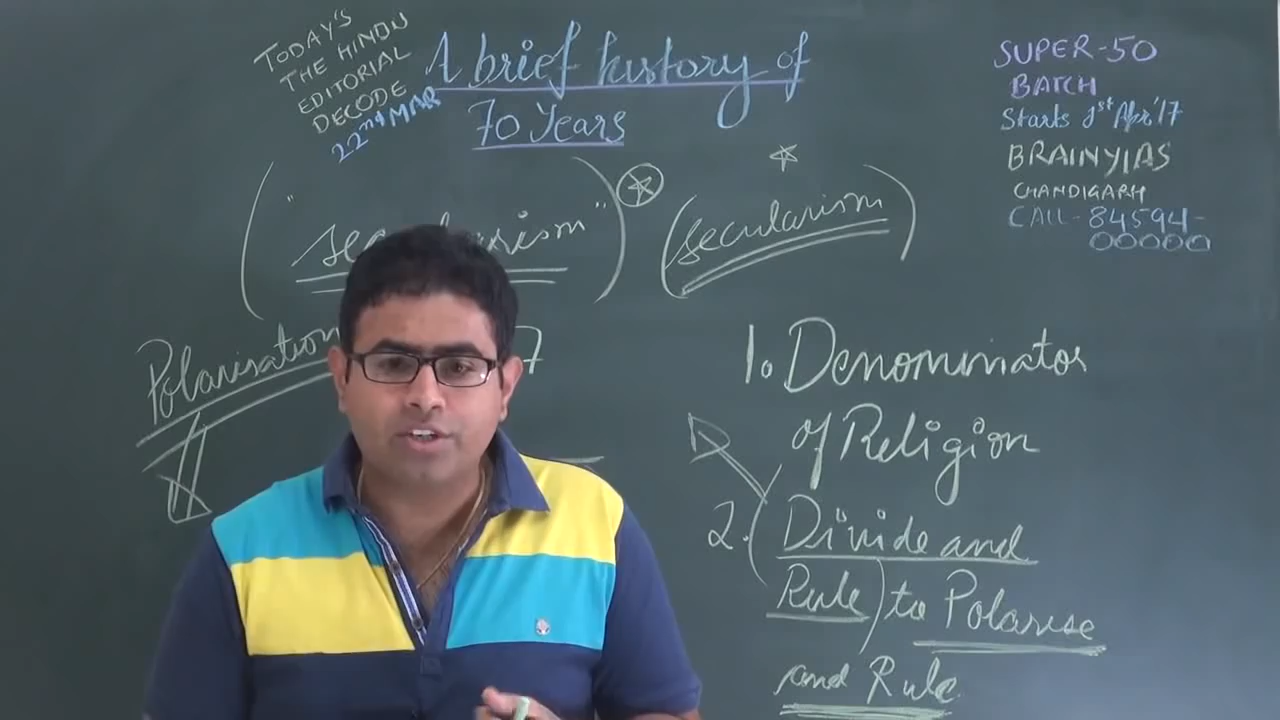 TODAY'S
THE HINDU
EDITORIAL
DECODE
22nd MAR
A brief history of
70 Years
SUPER-50
BATCH
Starts 1st Apr'17
BRAINYIAS
CHANDIGARH
CALL - 84594-
00000
(secularism)
Polarisation
7
1. Denominator
of Religion
2. (Divide and
Rule) to Polarise
and Rule